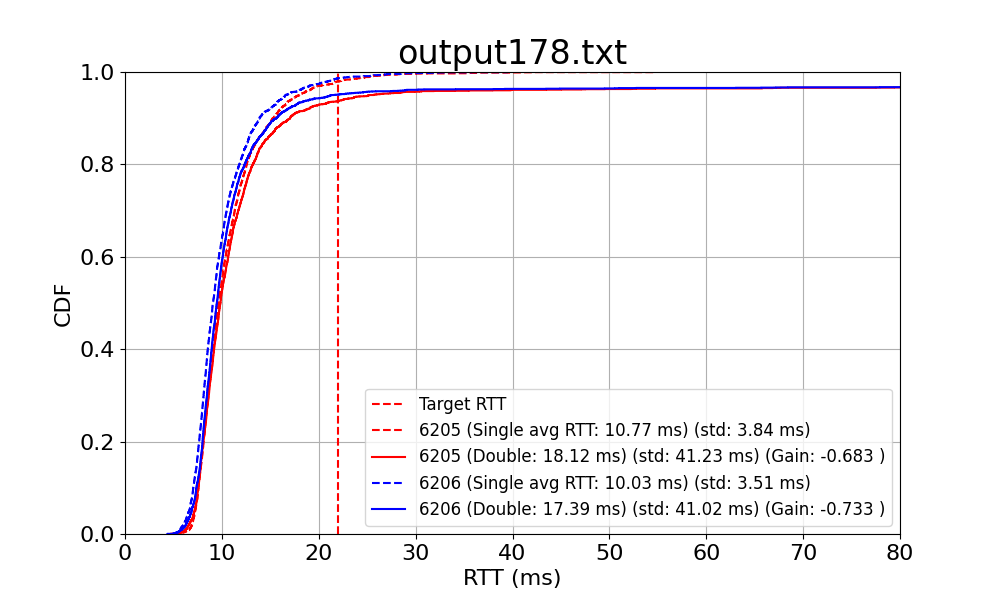 output178.txt
1.0
0.8
0.6
0.4
0.2
0.0
CDF
Target RTT
6205 (Single avg RTT: 10.77 ms) (std: 3.84 ms)
6205 (Double: 18.12 ms) (std: 41.23 ms) (Gain: -0.683 )
6206 (Single avg RTT: 10.03 ms) (std: 3.51 ms)
6206 (Double: 17.39 ms) (std: 41.02 ms) (Gain: -0.733 )
0 10 20 30 40 50 60 70 80
RTT (ms)